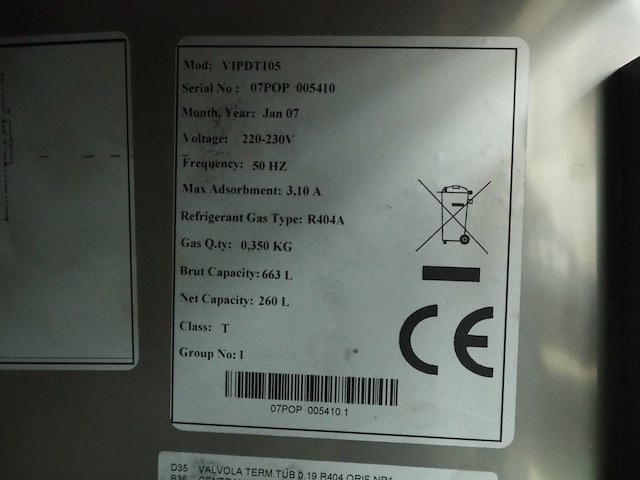 Mod: VIPDT105
Serial No : 07POP 005410
Month, Year: Jan 07
Voltage: 220-230V
Frequency: 50 HZ
Max Adsorbment: 3,10 A
Refrigerant Gas Type: R404A
Gas Q.ty: 0,350 KG
Brut Capacity: 663 L
Net Capacity: 260 L
Class: T
Group No: I
CE
07POP 005410.1
D35 VALVOLA TERM TUB 0.19 R404 ORIF